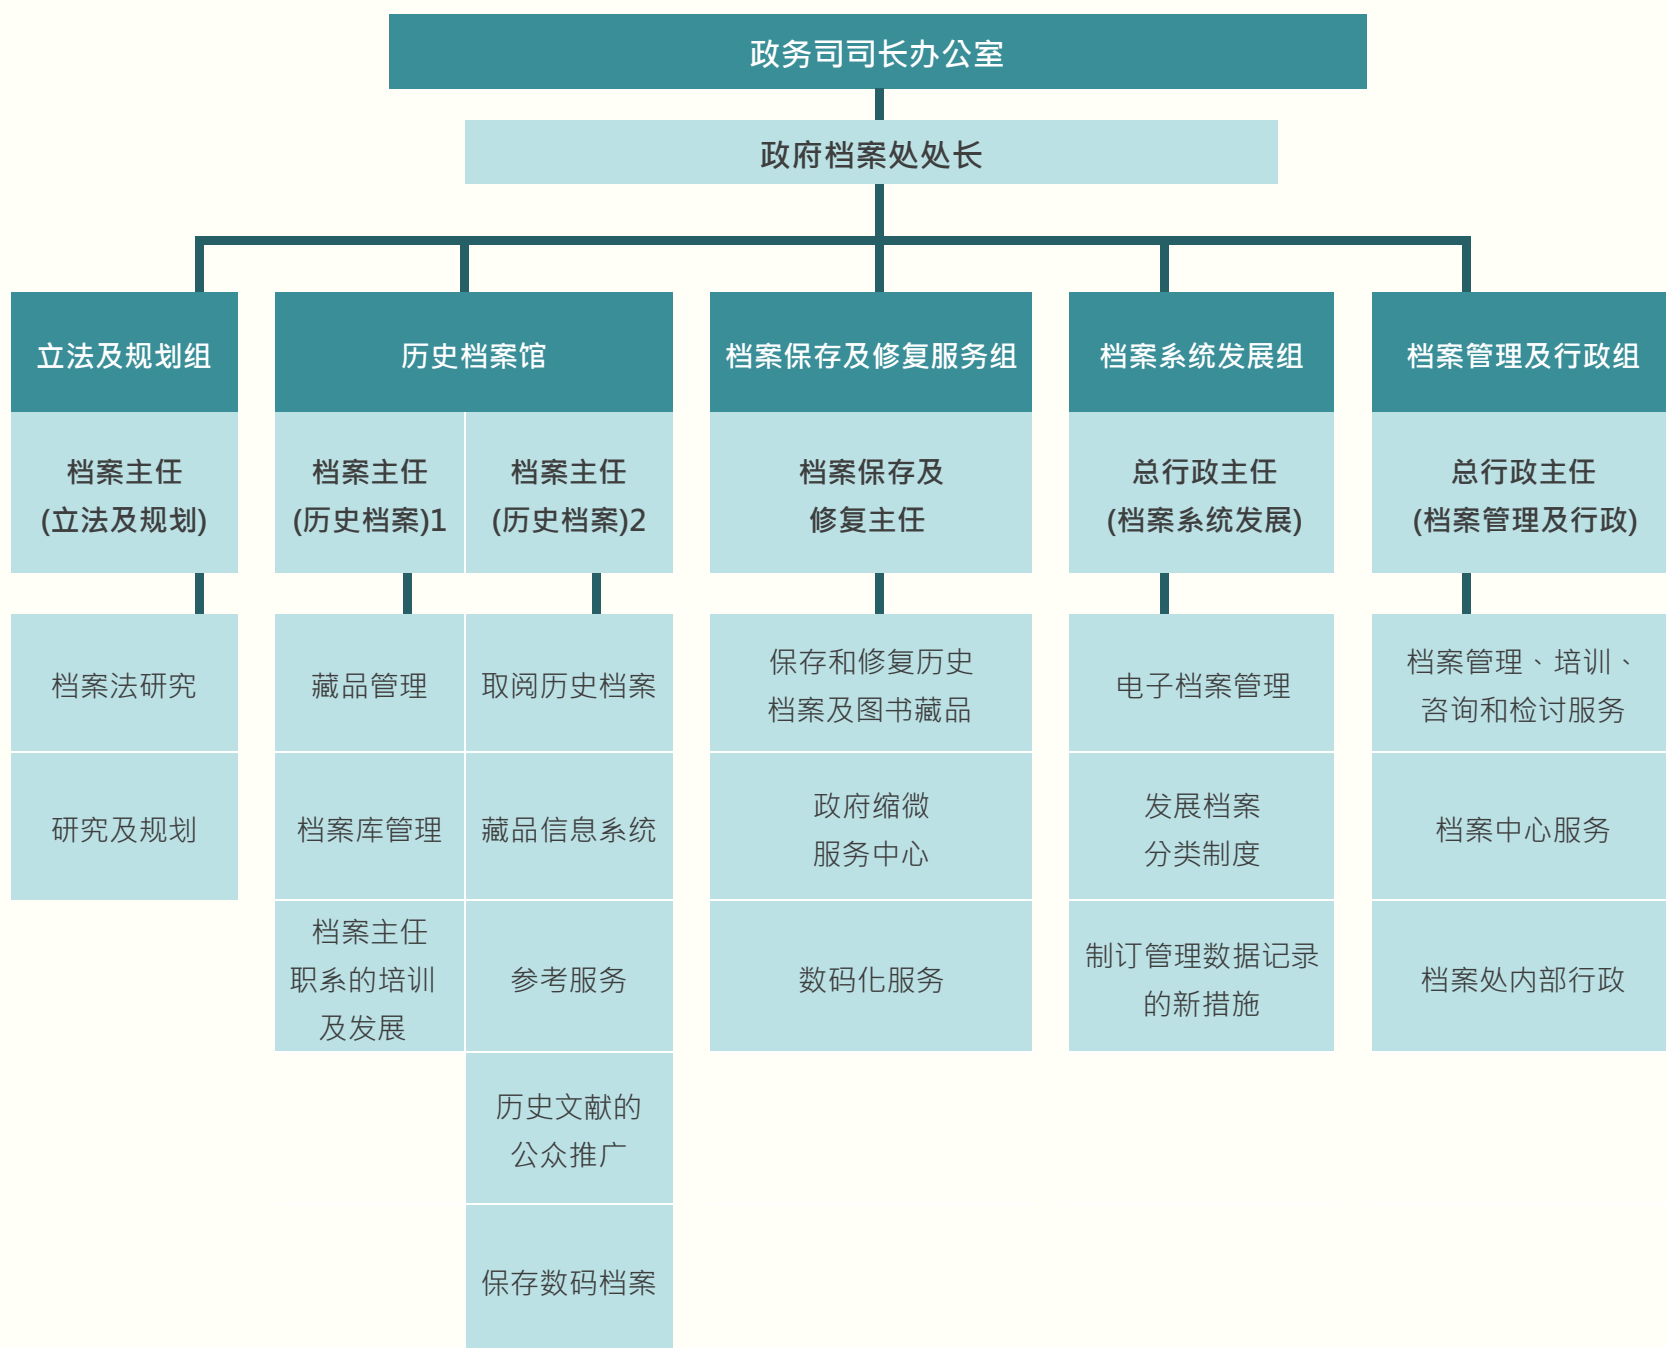 政务司司长办公室
政府档案处处长
立法及规划组
档案主任
(立法及规划)
档案法研究
研究及规划
历史档案馆
档案主任
(历史档案)1
藏品管理
档案库管理
档案主任
职系的培训
及发展
档案主任
(历史档案)2
取阅历史档案
藏品信息系统
参考服务
历史文献的
公众推广
保存数码档案
档案保存及修复服务组
档案保存及
修复主任
保存和修复历史
档案及图书藏品
政府缩微
服务中心
数码化服务
档案系统发展组
总行政主任
(档案系统发展)
电子档案管理
发展档案
分类制度
制订管理数据记录
的新措施
档案管理及行政组
总行政主任
(档案管理及行政)
档案管理、培训、
咨询和检讨服务
档案中心服务
档案处内部行政